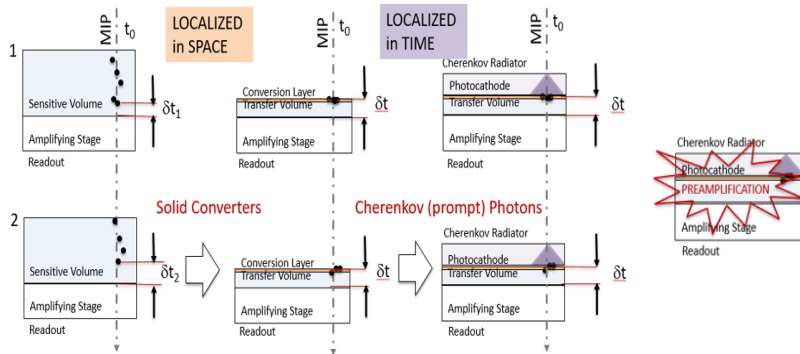 MIP
t0
LOCALIZED
in SPACE
MIP
t0
LOCALIZED
in TIME
MIP
t0
1
Sensitive Volume
δt1
Amplifying Stage
Readout
Conversion Layer
Transfer Volume
δt
Amplifying Stage
Readout
Cherenkov Radiator
Photocathode
Transfer Volume
δt
Amplifying Stage
Readout
Cherenkov Radiator
Photocathode
PREAMPLIFICATION
Amplifying Stage
Readout
Solid Converters
Cherenkov (prompt) Photons
2
Sensitive Volume
δt2
Amplifying Stage
Readout
Conversion Layer
Transfer Volume
δt
Amplifying Stage
Readout
Cherenkov Radiator
Photocathode
Transfer Volume
δt
Amplifying Stage
Readout